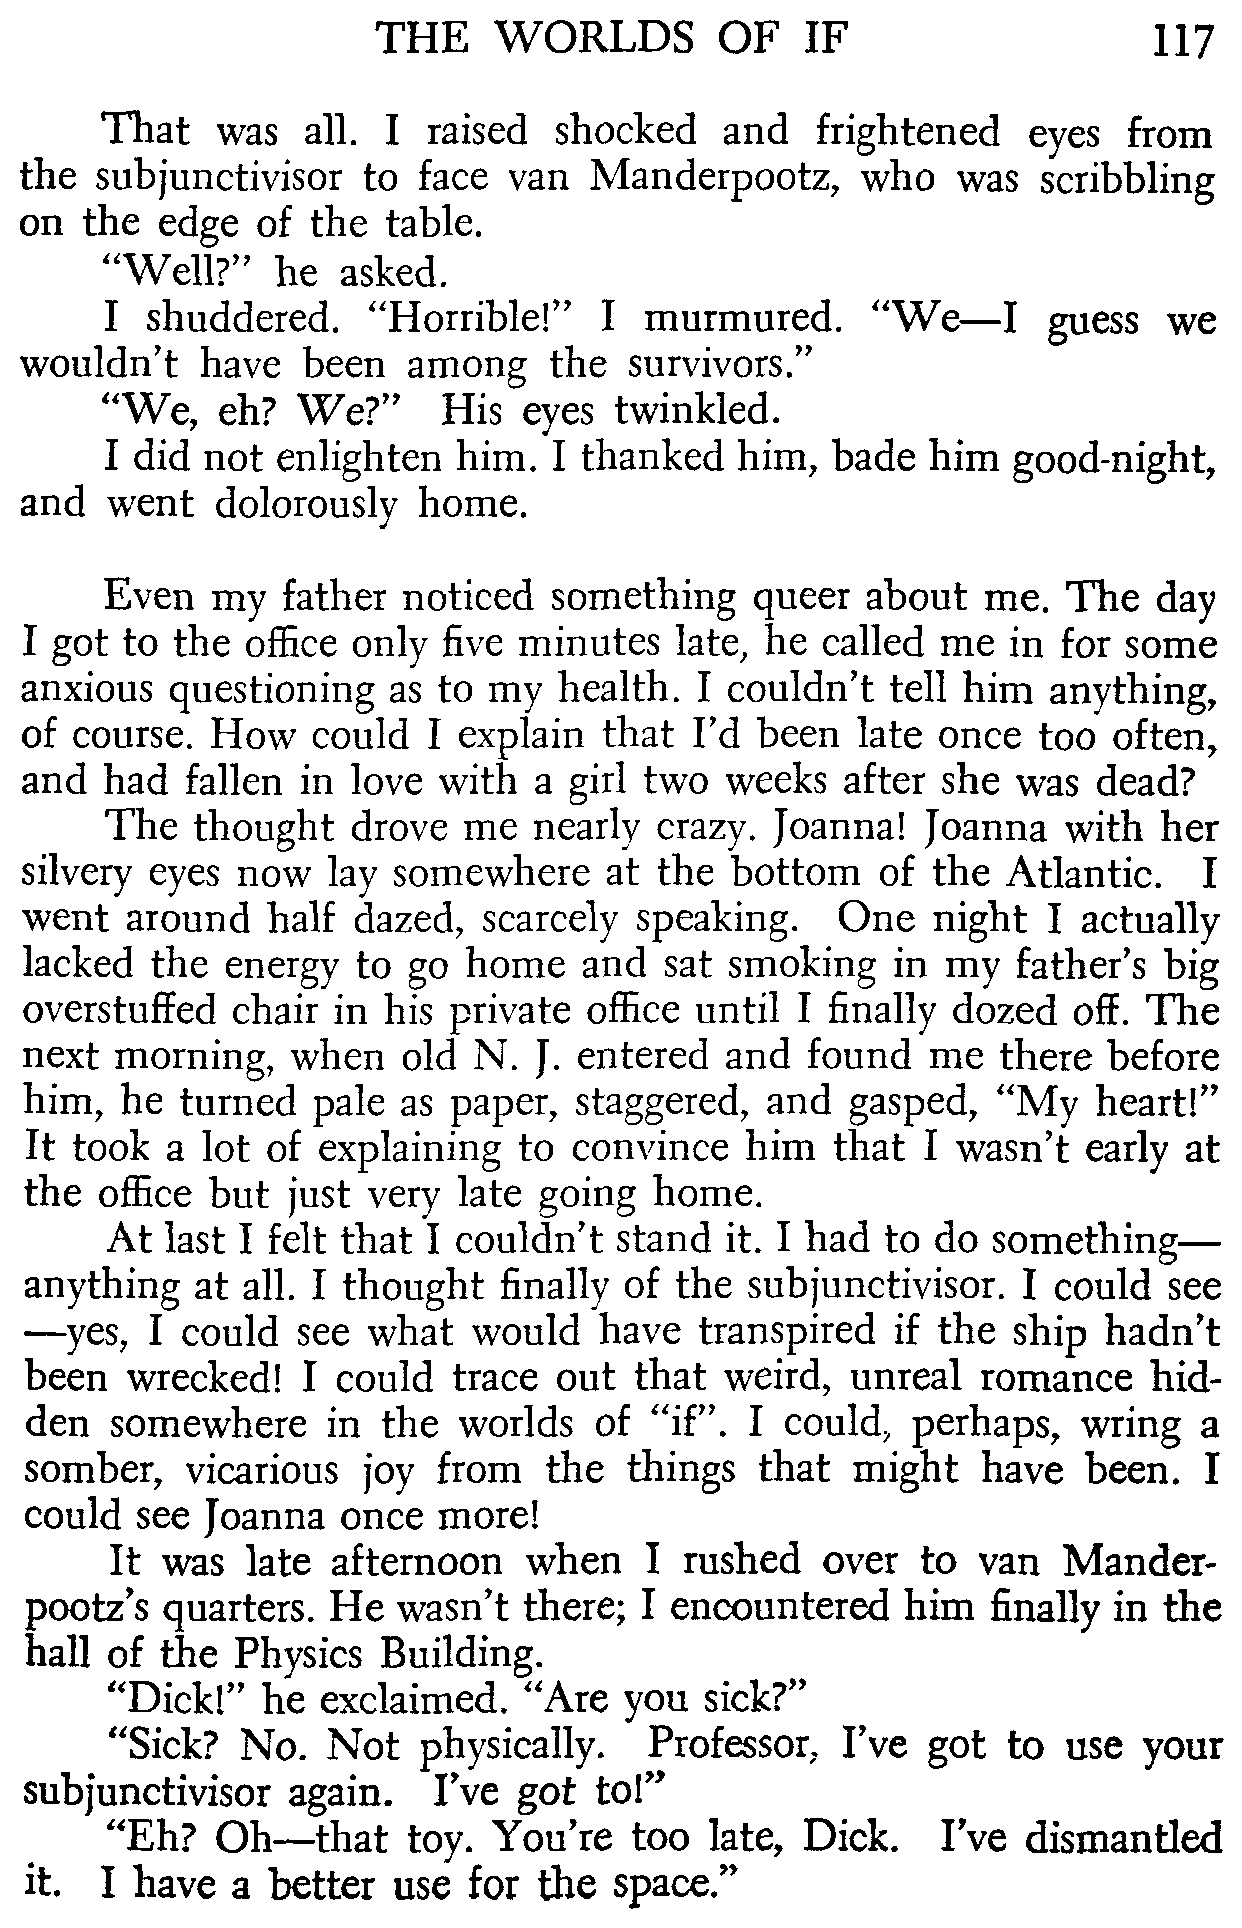 THE WORLDS OF IF 117
That was all. I raised shocked and frightened eyes from
the subjunctivisor to face van Manderpootz, who was scribbling
on the edge of the table.
“Well?” he asked.
I shuddered. “Horrible!” I murmured. “We—I guess we
wouldn’t have been among the survivors.”
“We, eh? We?” His eyes twinkled.
I did not enlighten him. I thanked him, bade him good-night,
and went dolorously home.
Even my father noticed something queer about me. The day
I got to the office only five minutes late, he called me in for some
anxious questioning as to my health. I couldn’t tell him anything,
of course. How could I explain that I’d been late once too often,
and had fallen in love with a girl two weeks after she was dead?
The thought drove me nearly crazy. Joanna! Joanna with her
silvery eyes now lay somewhere at the bottom of the Atlantic. I
went around half dazed, scarcely speaking. One night I actually
lacked the energy to go home and sat smoking in my father’s big
overstuffed chair in his private office until I finally dozed off. The
next morning, when old N. J. entered and found me there before
him, he turned pale as paper, staggered, and gasped, “My heart!”
It took a lot of explaining to convince him that I wasn’t early at
the office but just very late going home.
At last I felt that I couldn’t stand it. I had to do something—
anything at all. I thought finally of the subjunctivisor. I could see
—yes, I could see what would have transpired if the ship hadn’t
been wrecked! I could trace out that weird, unreal romance hid-
den somewhere in the worlds of “if”. I could, perhaps, wring a
somber, vicarious joy from the things that might have been. I
could see Joanna once more!
It was late afternoon when I rushed over to van Mander-
pootz’s quarters. He wasn’t there; I encountered him finally in the
hall of the Physics Building.
“Dick!” he exclaimed. “Are you sick?”
“Sick? No. Not physically. Professor, I’ve got to use your
subjunctivisor again. I’ve got to!”
“Eh? Oh—that toy. You’re too late, Dick. I’ve dismantled
it. I have a better use for the space.”